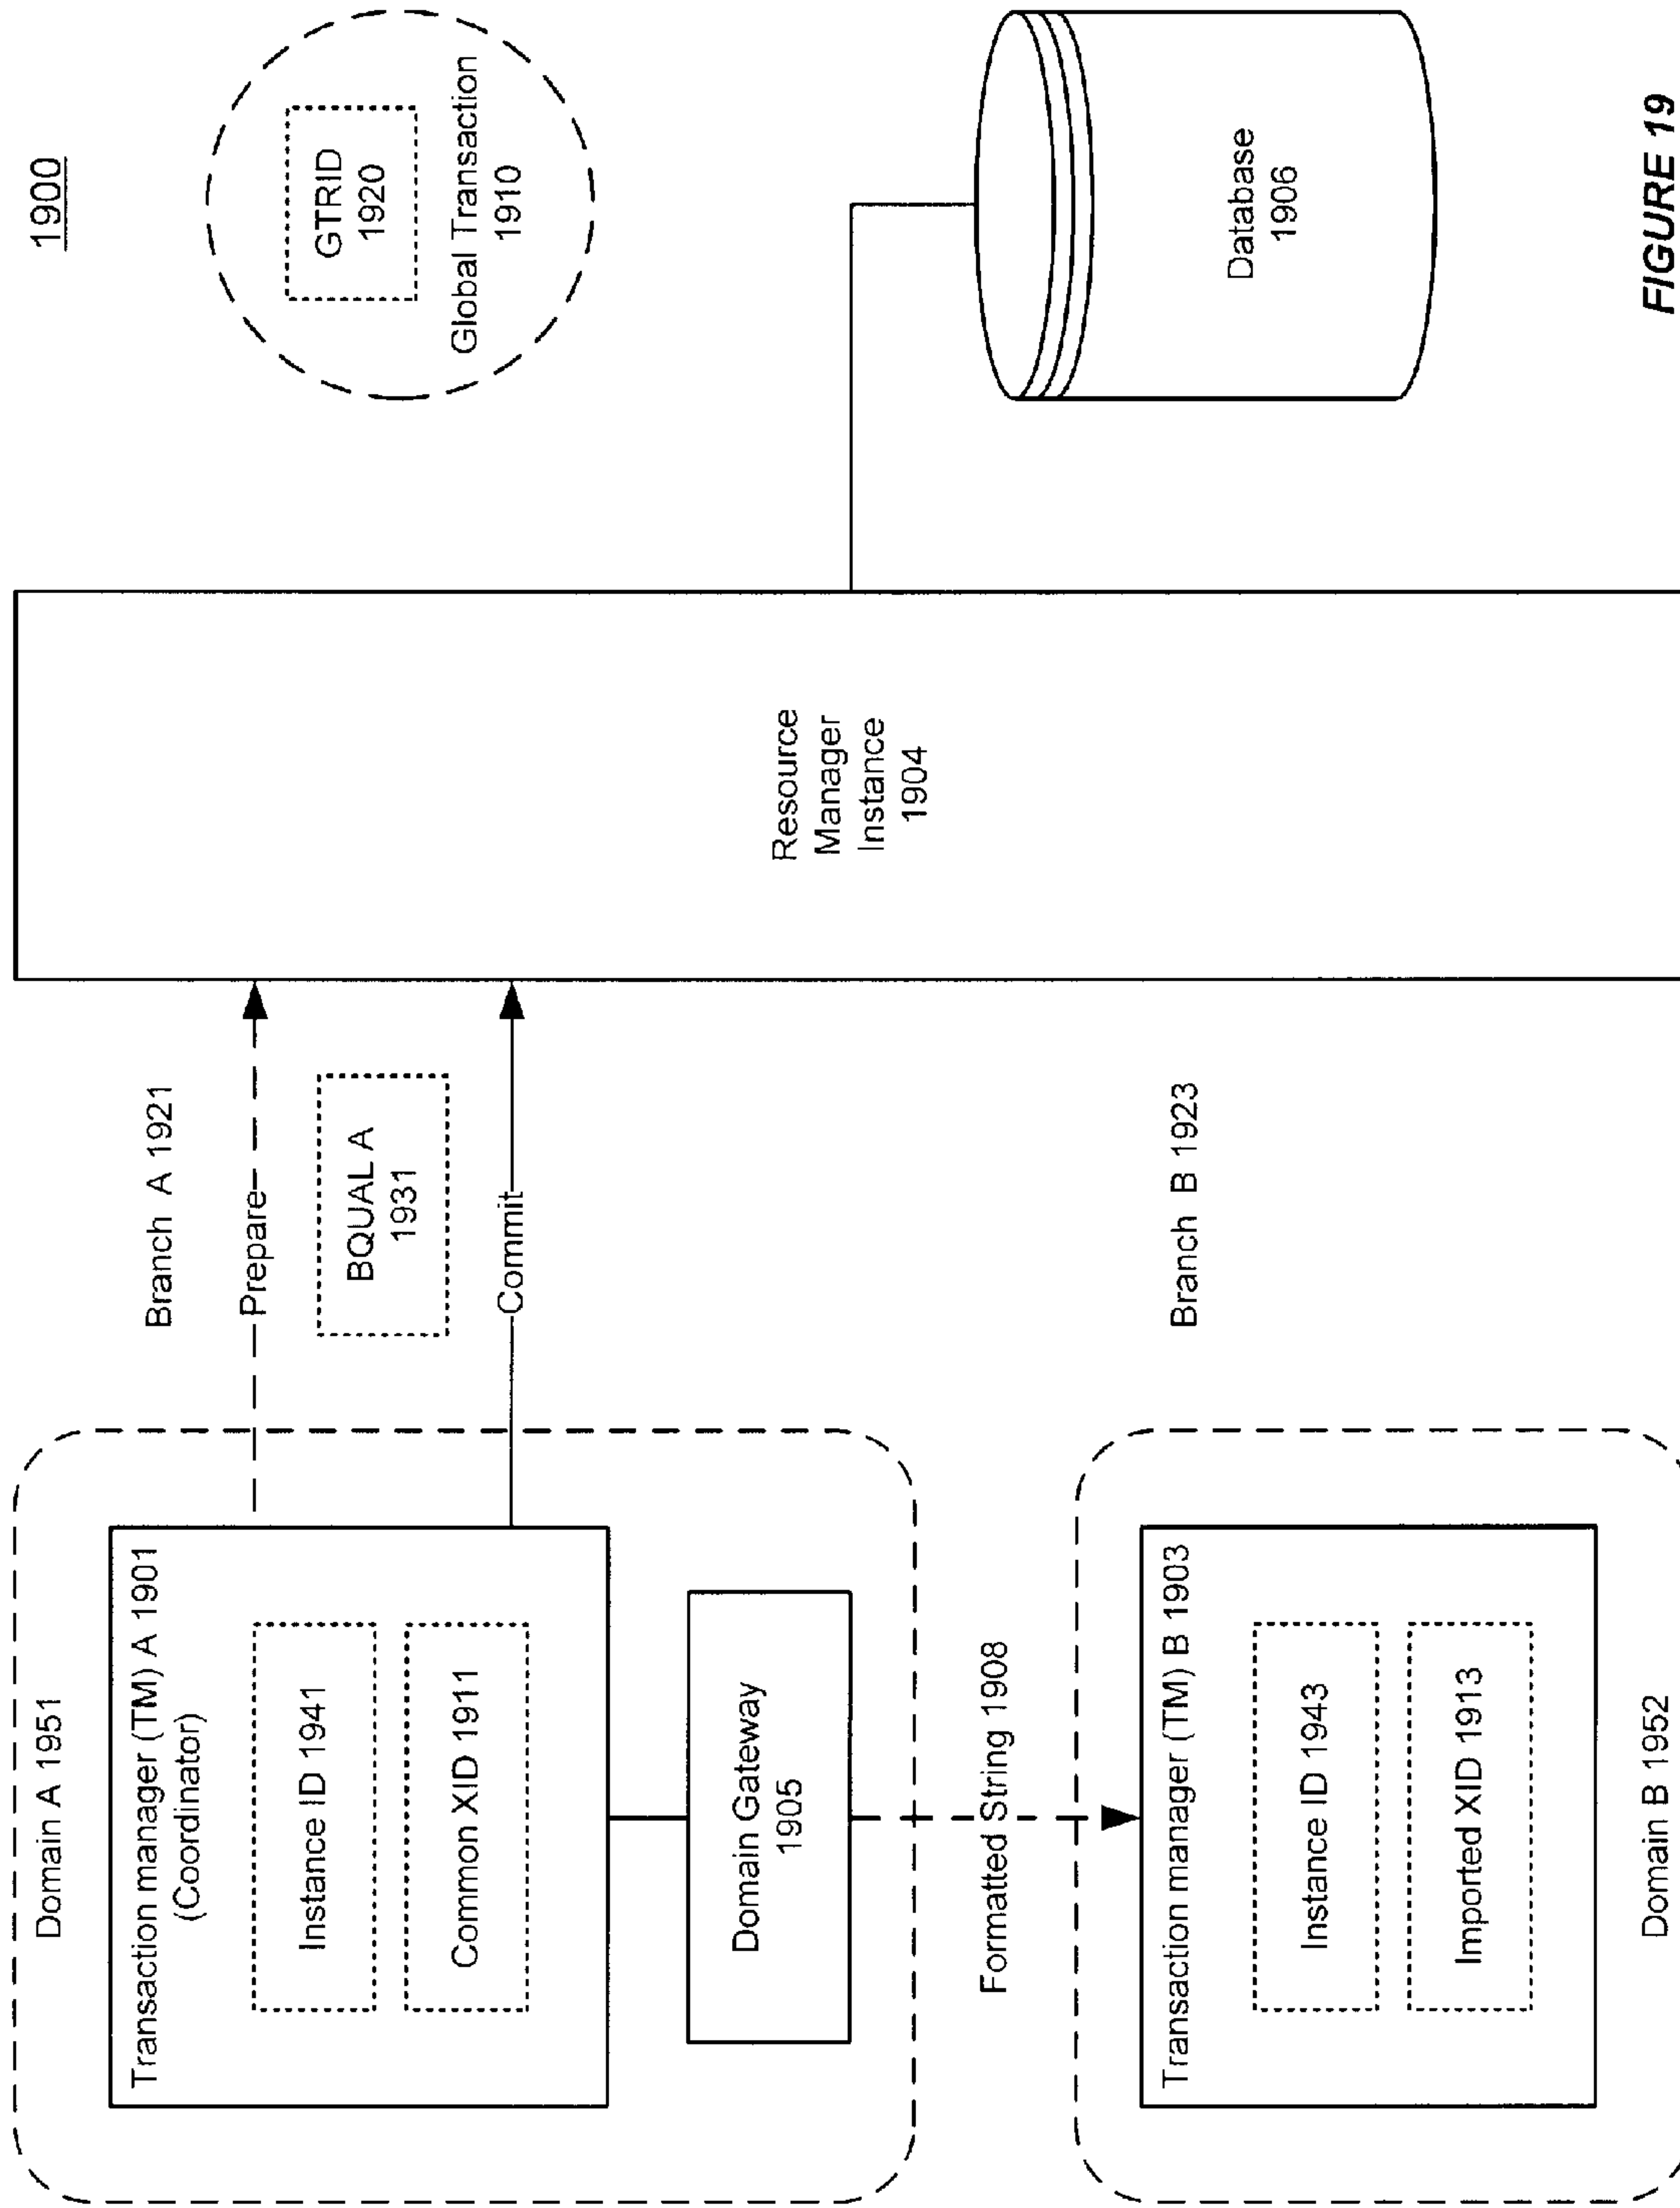 1900
Domain A 1951
Transaction manager (TM) A 1901
(Coordinator)
Instance ID 1941
Common XID 1911
Domain Gateway
1905
Branch A 1921
Prepare
BQUAL A
1931
Commit
Resource
Manager
Instance
1904
GTRID
1920
Global Transaction
1910
Database
1906
Formatted String 1908
Branch B 1923
Transaction manager (TM) B 1903
Instance ID 1943
Imported XID 1913
Domain B 1952
FIGURE 19